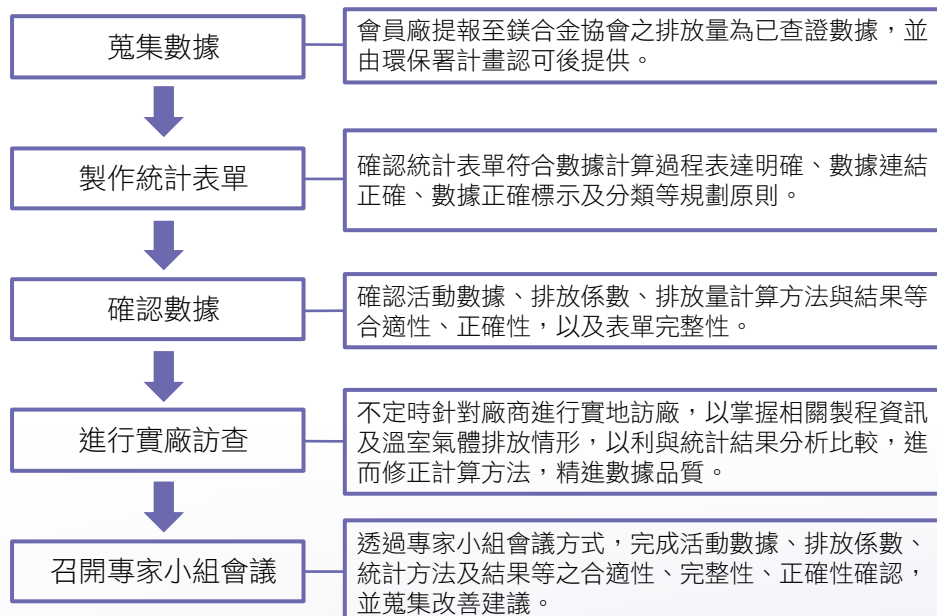 蒐集數據
會員廠提報至鎂合金協會之排放量為已查證數據，並
由環保署計畫認可後提供。
製作統計表單
確認統計表單符合數據計算過程表達明確、數據連結
正確、數據正確標示及分類等規劃原則。
確認數據
確認活動數據、排放係數、排放量計算方法與結果等
合適性、正確性，以及表單完整性。
進行實廠訪查
不定時針對廠商進行實地訪廠，以掌握相關製程資訊
及溫室氣體排放情形，以利與統計結果分析比較，進
而修正計算方法，精進數據品質。
召開專家小組會議
透過專家小組會議方式，完成活動數據、排放係數、
統計方法及結果等之合適性、完整性、正確性確認，
並蒐集改善建議。